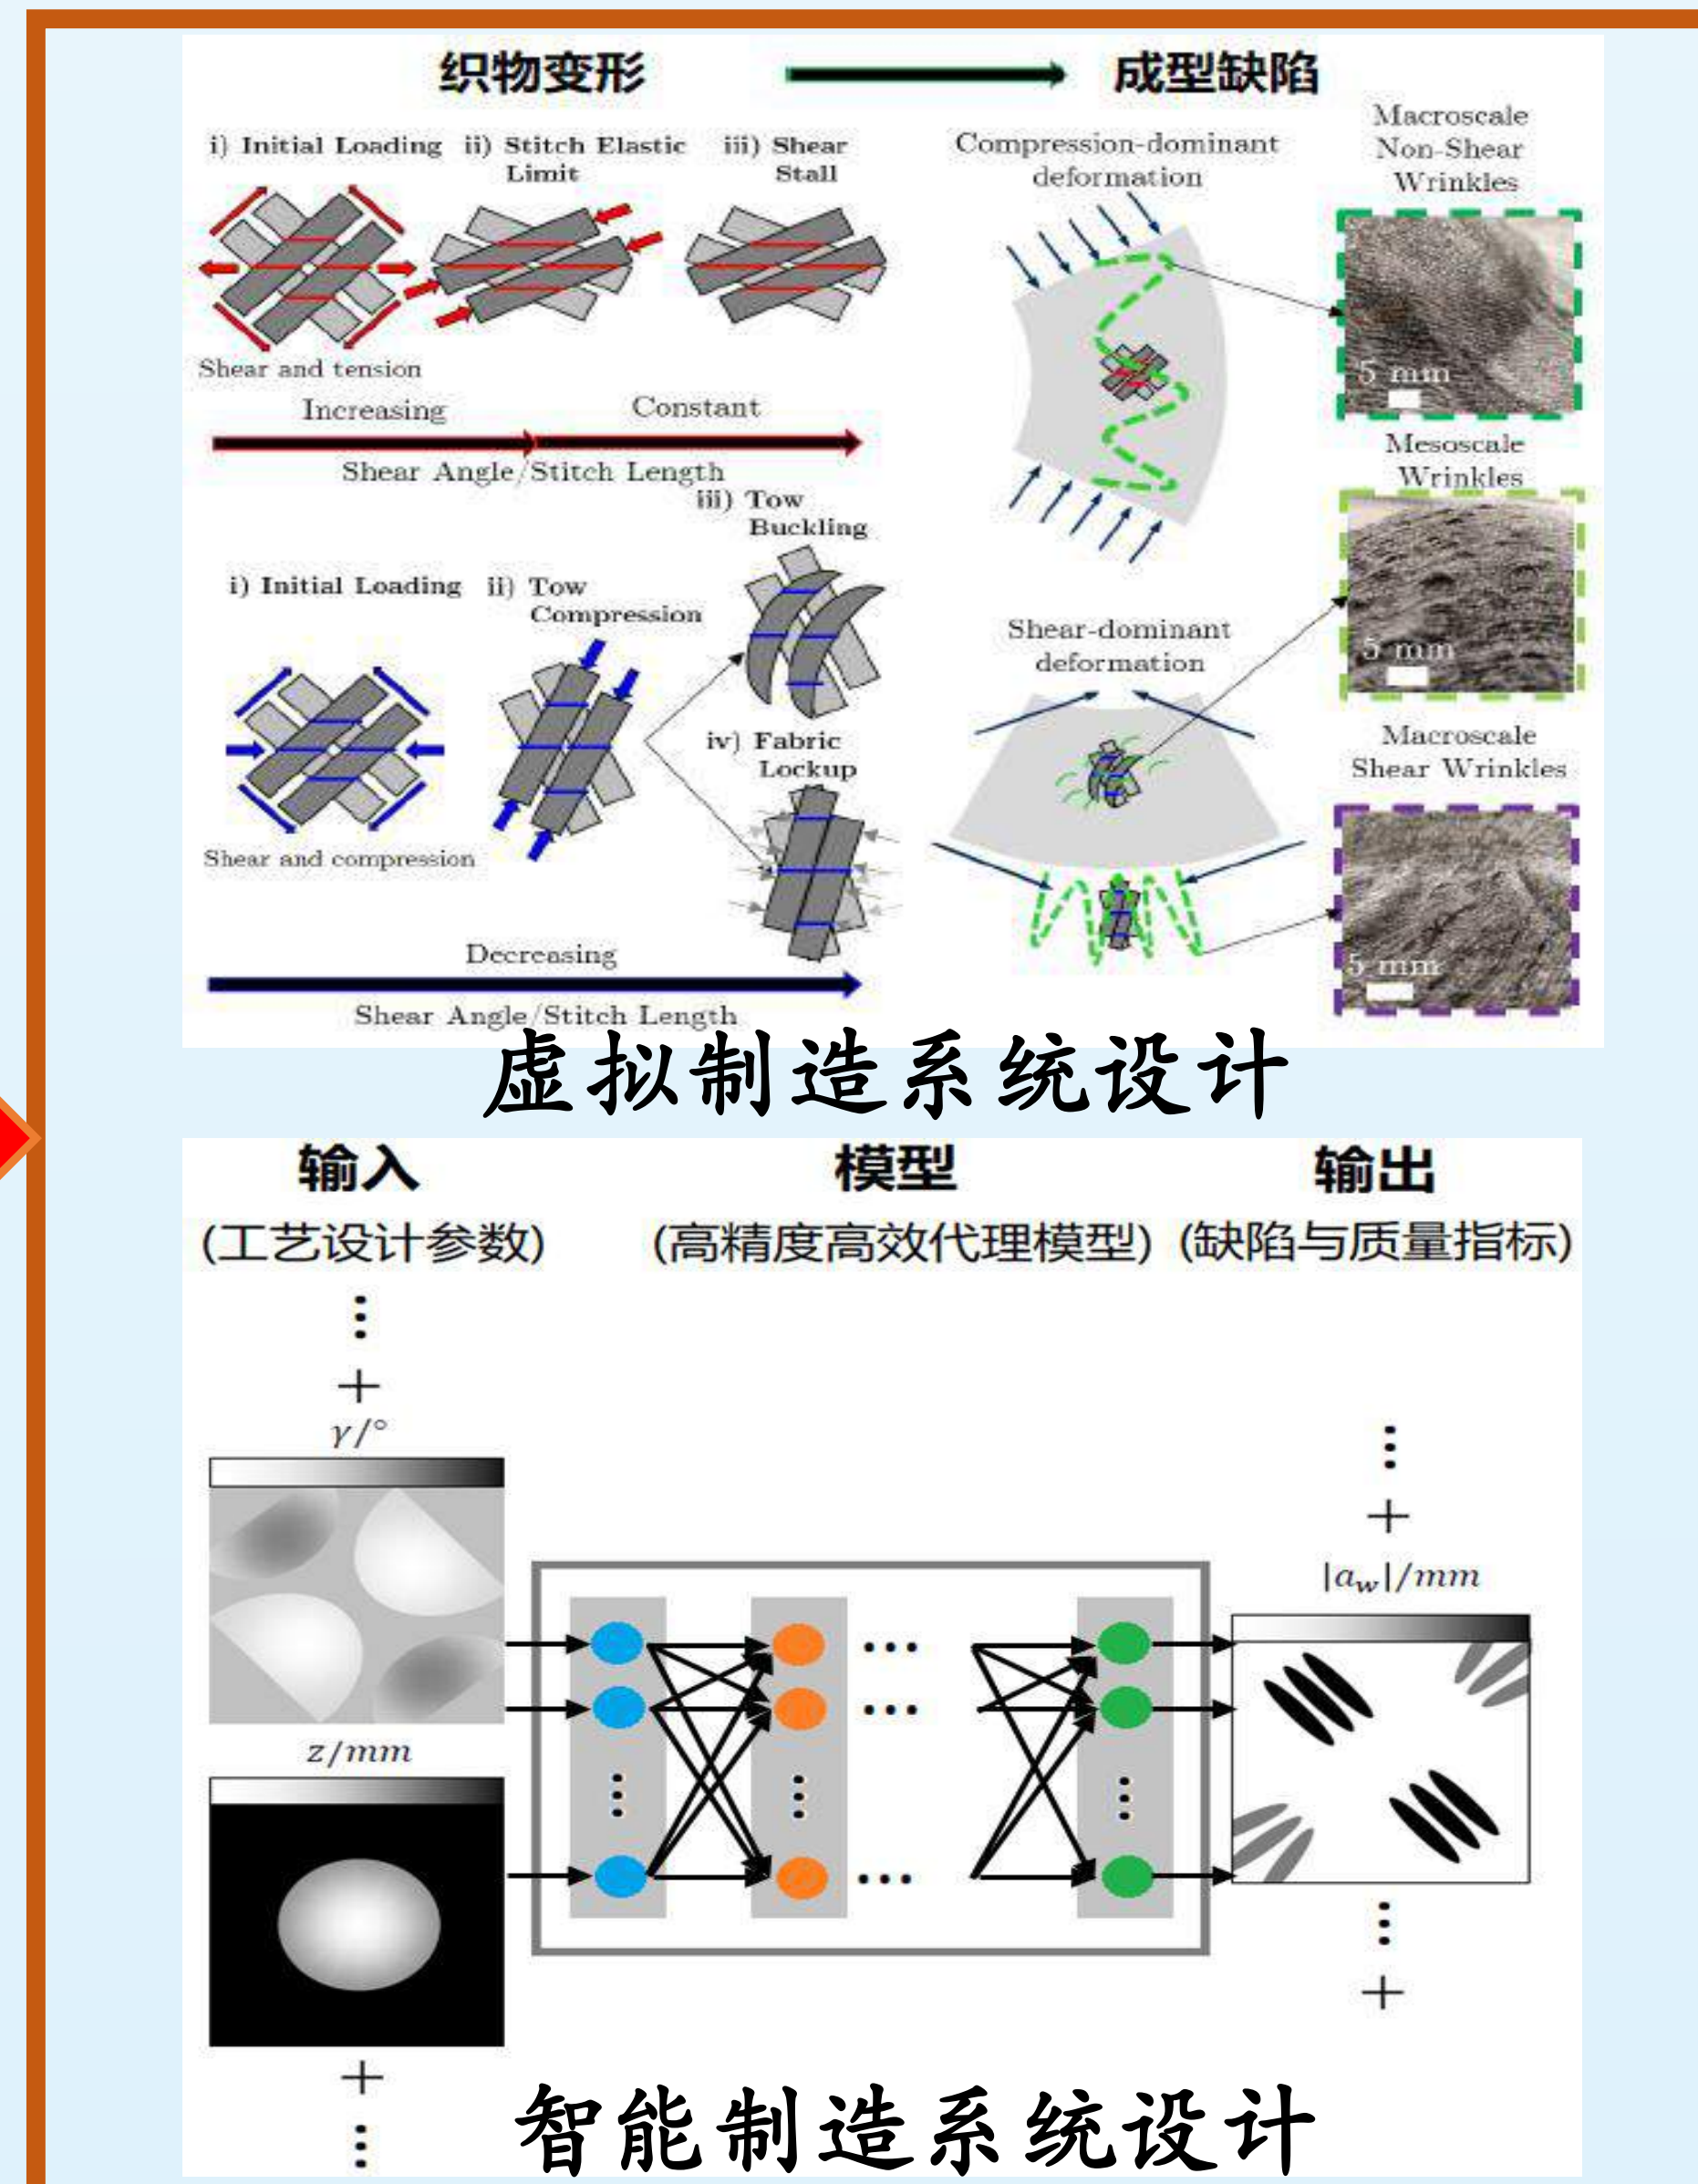 织物变形
成型缺陷
i) Initial Loading
ii) Stitch Elastic
Limit
iii) Shear
Stall
Shear and tension
Increasing
Constant
Shear Angle/Stitch Length
Compression-dominant
deformation
Macroscale
Non-Shear
Wrinkles
5 mm
i) Initial Loading
ii) Tow
Compression
iii) Tow
Buckling
iv) Fabric
Lockup
Shear and compression
Decreasing
Shear Angle/Stitch Length
Shear-dominant
deformation
Mesoscale
Wrinkles
5 mm
Macroscale
Shear Wrinkles
5 mm
虚拟制造系统设计
输入
(工艺设计参数)
模型
(高精度高效代理模型)
输出
(缺陷与质量指标)
⋮
+
γ/°
z/mm
+
⋮
...
...
⋮
⋮
⋮
...
⋮
+
|a_w|/mm
⋮
+
智能制造系统设计